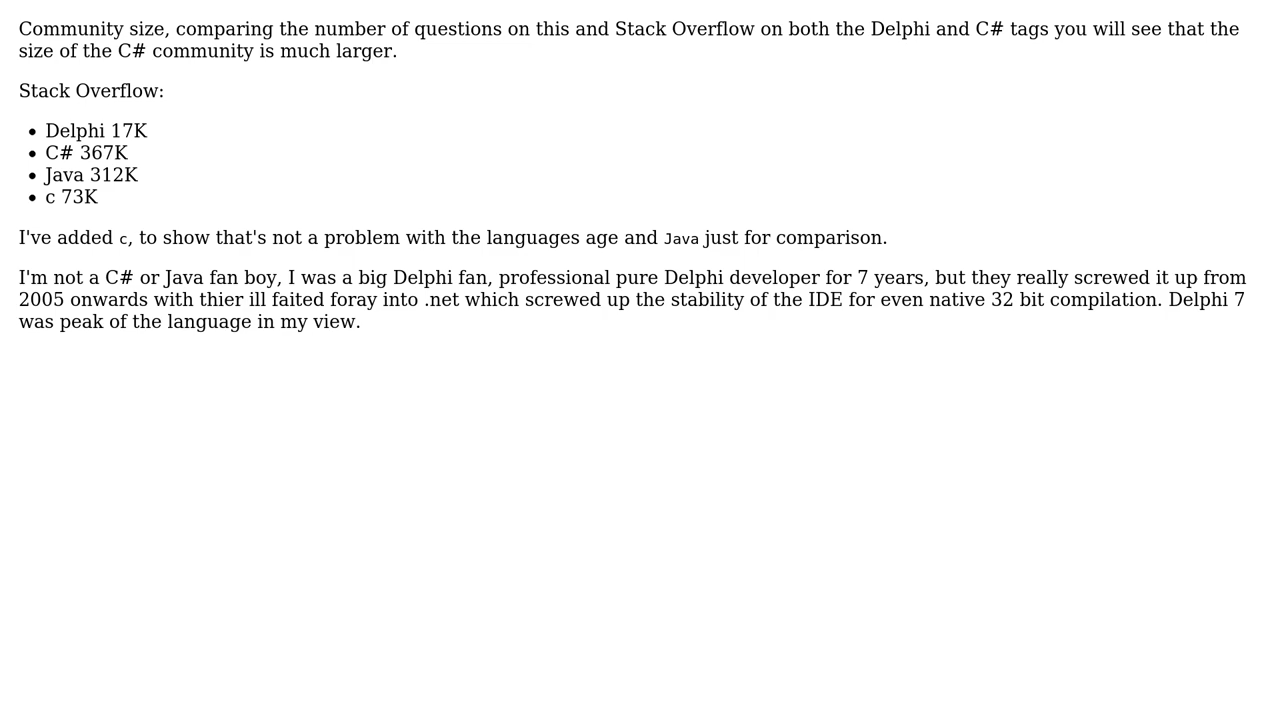 Community size, comparing the number of questions on this and Stack Overflow on both the Delphi and C# tags you will see that the
size of the C# community is much larger.
Stack Overflow:
• Delphi 17K
• C# 367K
• Java 312K
• c 73K
I've added c, to show that's not a problem with the languages age and Java just for comparison.
I'm not a C# or Java fan boy, I was a big Delphi fan, professional pure Delphi developer for 7 years, but they really screwed it up from
2005 onwards with thier ill faited foray into .net which screwed up the stability of the IDE for even native 32 bit compilation. Delphi 7
was peak of the language in my view.